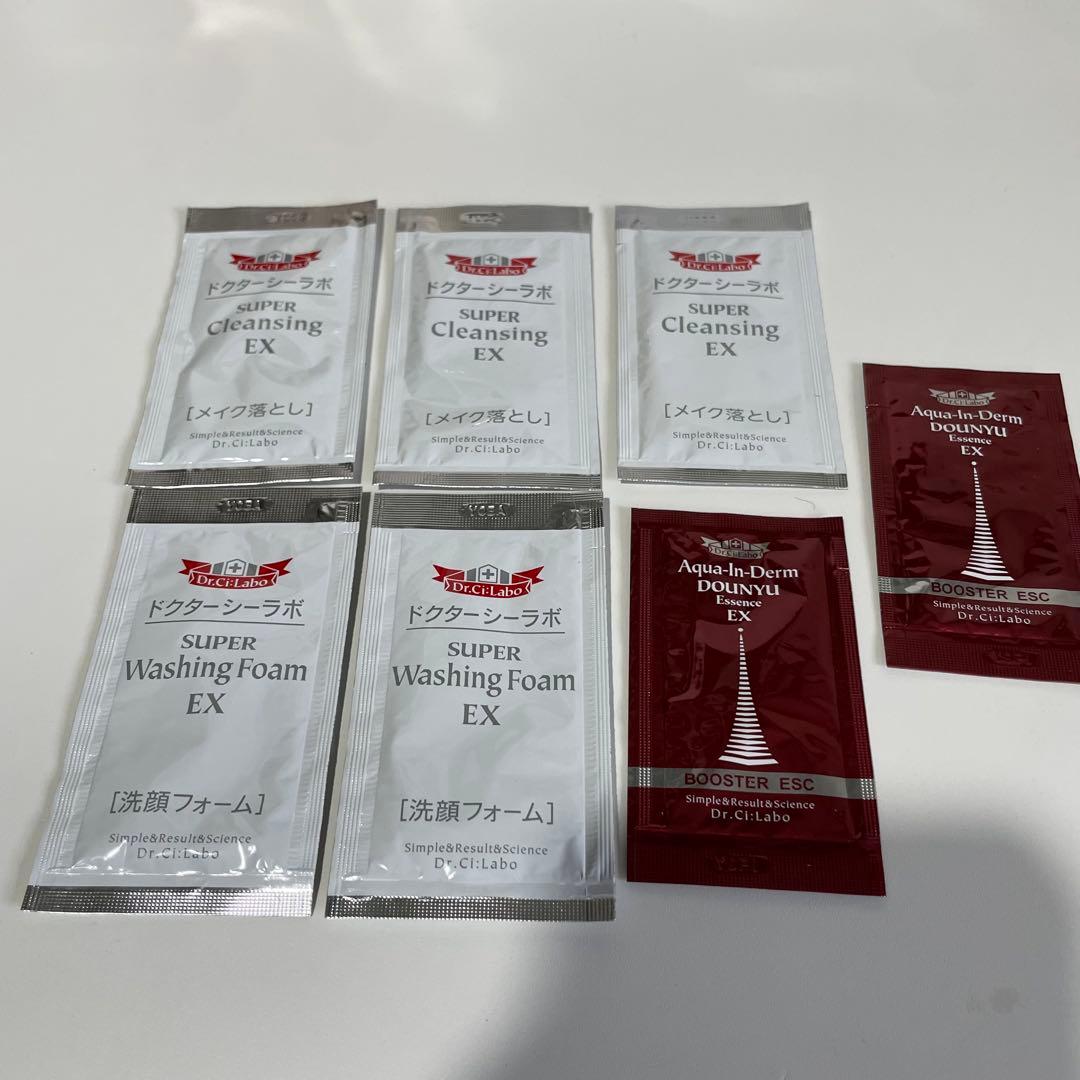 Dr.Ci:Labo
ドクターシーラボ
SUPER
Cleansing
EX
[メイク落とし]
Simple&Result&Science
Dr.Ci:Labo
Dr.Ci:Labo
ドクターシーラボ
SUPER
Cleansing
EX
[メイク落とし]
Simple&Result&Science
Dr.Ci:Labo
Dr.Ci:Labo
ドクターシーラボ
SUPER
Cleansing
EX
[メイク落とし]
Simple&Result&Science
Dr.Ci:Labo
Dr.Ci:Labo
Aqua-In-Derm
DOUNYU
Essence
EX
BOOSTER ESC
Simple&Result&Science
Dr.Ci:Labo
Dr.Ci:Labo
ドクターシーラボ
SUPER
Washing Foam
EX
[洗顔フォーム]
Simple&Result&Science
Dr.Ci:Labo
Dr.Ci:Labo
ドクターシーラボ
SUPER
Washing Foam
EX
[洗顔フォーム]
Simple&Result&Science
Dr.Ci:Labo
Dr.Ci:Labo
Aqua-In-Derm
DOUNYU
Essence
EX
BOOSTER ESC
Simple&Result&Science
Dr.Ci:Labo